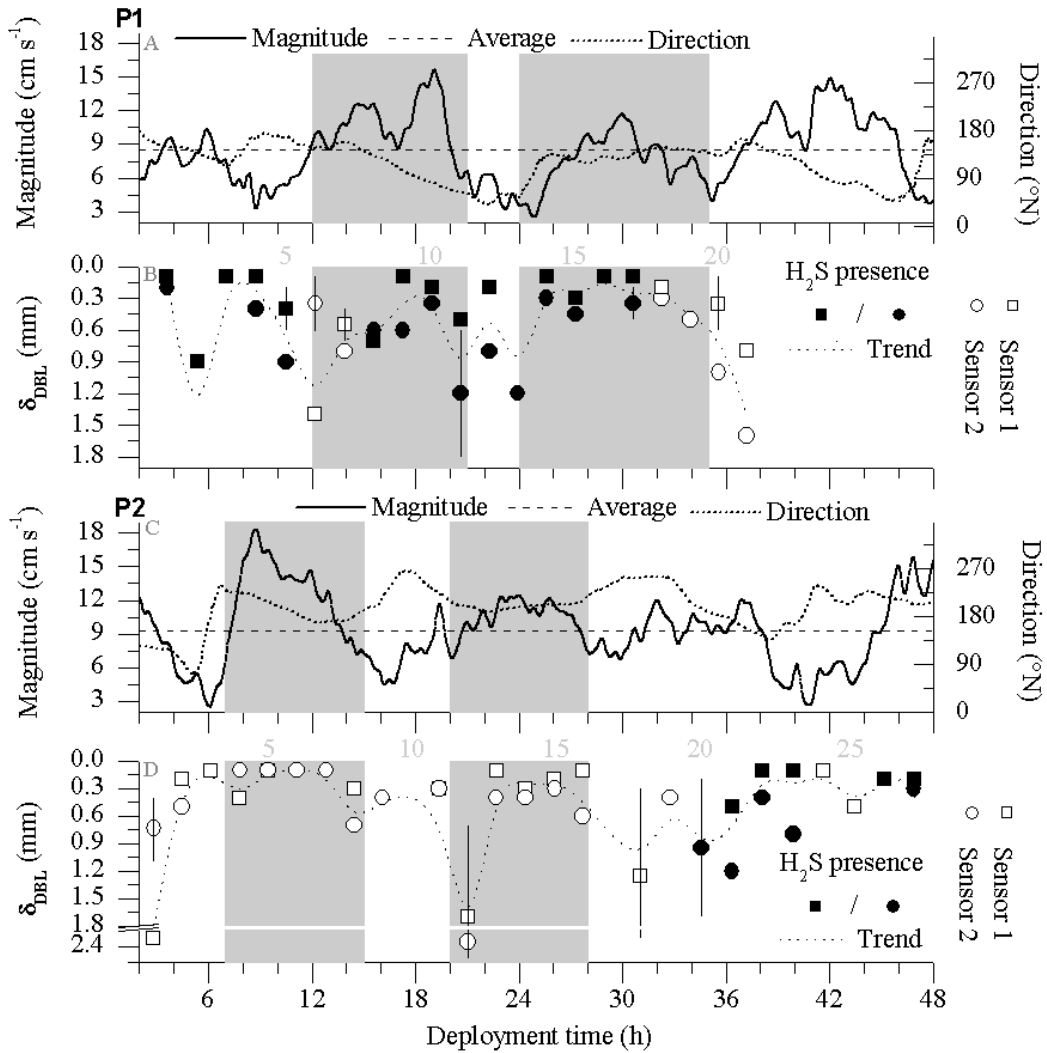 P1
A
Magnitude
Average
Direction
18
15
12
9
6
3
Magnitude (cm s-1)
270
180
90
0
Direction (°N)
5
10
15
20
B
0.0
0.3
0.6
0.9
1.2
1.5
1.8
δDBL (mm)
H2S presence
/
Trend
Sensor 1
Sensor 2
P2
C
Magnitude
Average
Direction
18
15
12
9
6
3
Magnitude (cm s-1)
270
180
90
0
Direction (°N)
5
10
15
20
25
D
0.0
0.3
0.6
0.9
1.2
1.5
1.8
2.4
δDBL (mm)
H2S presence
/
Trend
Sensor 1
Sensor 2
6
12
18
24
30
36
42
48
Deployment time (h)